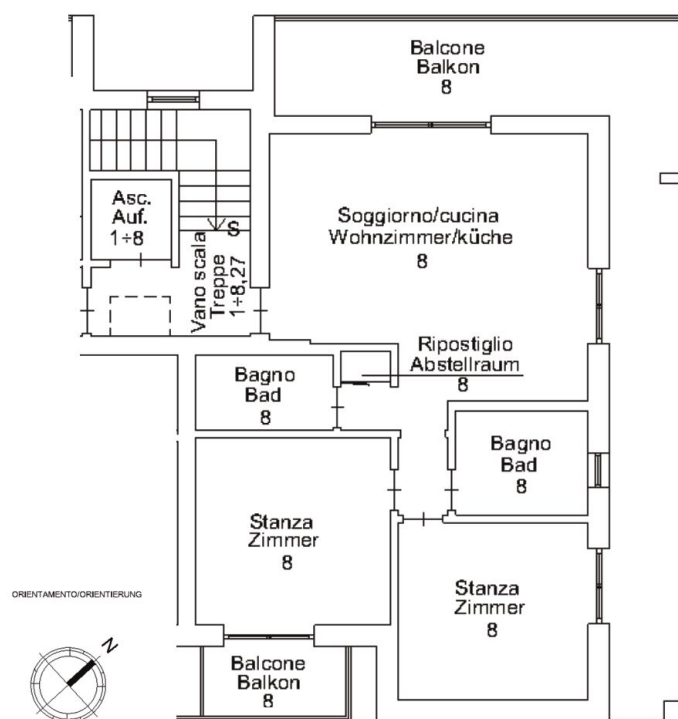 Balcone
Balkon
8
Asc.
Auf.
1÷8
S
Vano scala
Treppe
1÷8,27
Soggiorno/cucina
Wohnzimmer/küche
8
Ripostiglio
Abstellraum
8
Bagno
Bad
8
Bagno
Bad
8
Stanza
Zimmer
8
Stanza
Zimmer
8
ORIENTAMENTO/ORIENTIERUNG
N
Balcone
Balkon
8